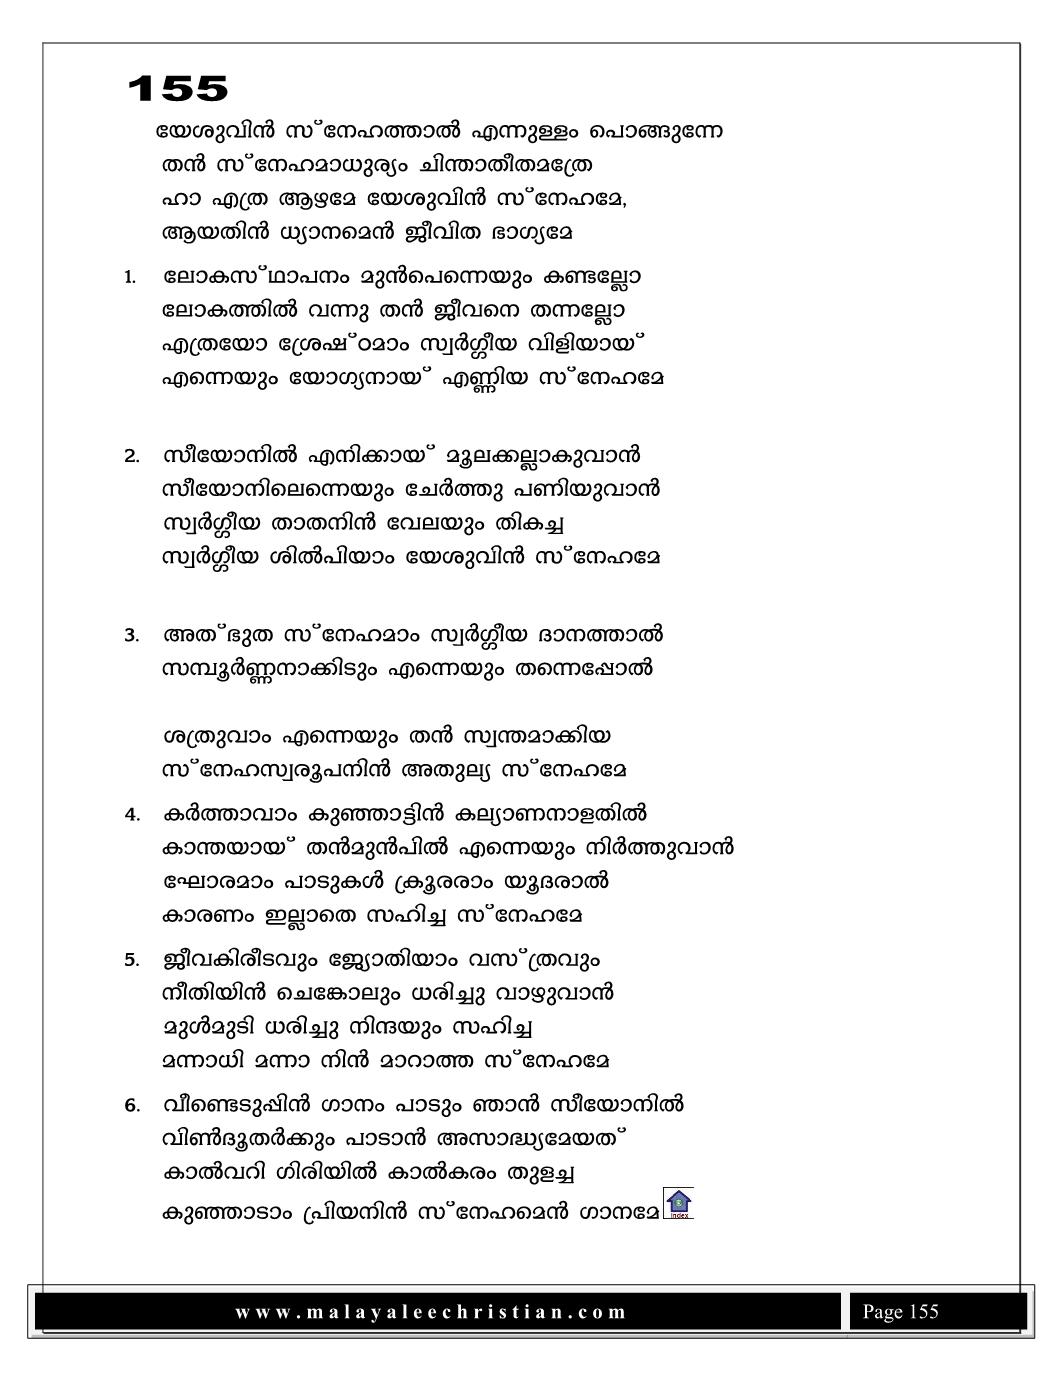 155
യേശുവിൻ സ്നേഹത്താൽ എന്നുള്ളം പൊങ്ങുന്നേ
തൻ സ്നേഹമാധുര്യം ചിന്താതീതമത്രേ
ഹാ എത്ര ആഴമേ യേശുവിൻ സ്നേഹമേ,
ആയതിൻ ധ്യാനമെൻ ജീവിത ഭാഗ്യമേ
1. ലോകസ്ഥാപനം മുൻപെന്നെയും കണ്ടല്ലോ
ലോകത്തിൽ വന്നു തൻ ജീവനെ തന്നല്ലോ
എത്രയോ ശ്രേഷ്ഠമാം സ്വർഗ്ഗീയ വിളിയായ്
എന്നെയും യോഗ്യനായ് എണ്ണിയ സ്നേഹമേ
2. സീയോനിൽ എനിക്കായ് മൂലക്കല്ലാകുവാൻ
സീയോനിലെന്നെയും ചേർത്തു പണിയുവാൻ
സ്വർഗ്ഗീയ താതനിൻ വേലയും തികച്ച
സ്വർഗ്ഗീയ ശിൽപിയാം യേശുവിൻ സ്നേഹമേ
3. അത്ഭുത സ്നേഹമാം സ്വർഗ്ഗീയ ദാനത്താൽ
സമ്പൂർണ്ണനാക്കിടും എന്നെയും തന്നെപ്പോൽ
ശത്രുവാം എന്നെയും തൻ സ്വന്തമാക്കിയ
സ്നേഹസ്വരൂപനിൻ അതുല്യ സ്നേഹമേ
4. കർത്താവാം കുഞ്ഞാട്ടിൻ കല്യാണനാളതിൽ
കാന്തയായ് തൻമുൻപിൽ എന്നെയും നിർത്തുവാൻ
ഘോരമാം പാടുകൾ ക്രൂരരാം യൂദരാൽ
കാരണം ഇല്ലാതെ സഹിച്ച സ്നേഹമേ
5. ജീവകിരീടവും ജ്യോതിയാം വസ്ത്രവും
നീതിയിൻ ചെങ്കോലും ധരിച്ചു വാഴുവാൻ
മുൾമുടി ധരിച്ചു നിന്ദയും സഹിച്ച
മന്നാധി മന്നാ നിൻ മാറാത്ത സ്നേഹമേ
6. വീണ്ടെടുപ്പിൻ ഗാനം പാടും ഞാൻ സീയോനിൽ
വിൺദൂതർക്കും പാടാൻ അസാദ്ധ്യമേയത്
കാൽവറി ഗിരിയിൽ കാൽകരം തുളച്ച
കുഞ്ഞാടാം പ്രിയനിൻ സ്നേഹമെൻ ഗാനമേ index
www.malayaleechristian.com Page 155